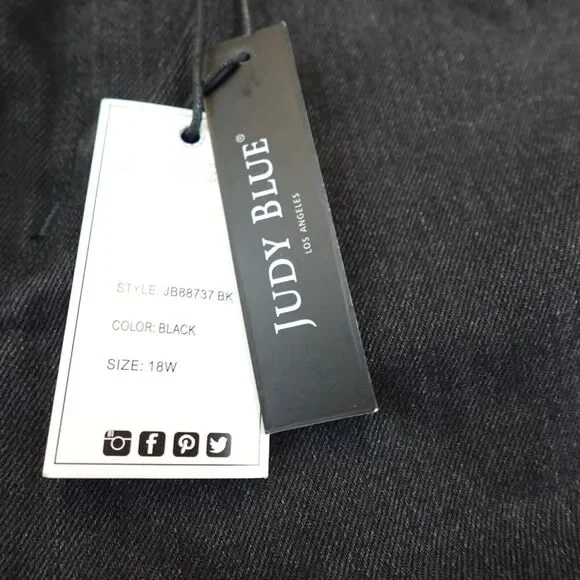 STYLE: JB88737 BK
COLOR: BLACK
SIZE: 18W
JUDY BLUE®
LOS ANGELES